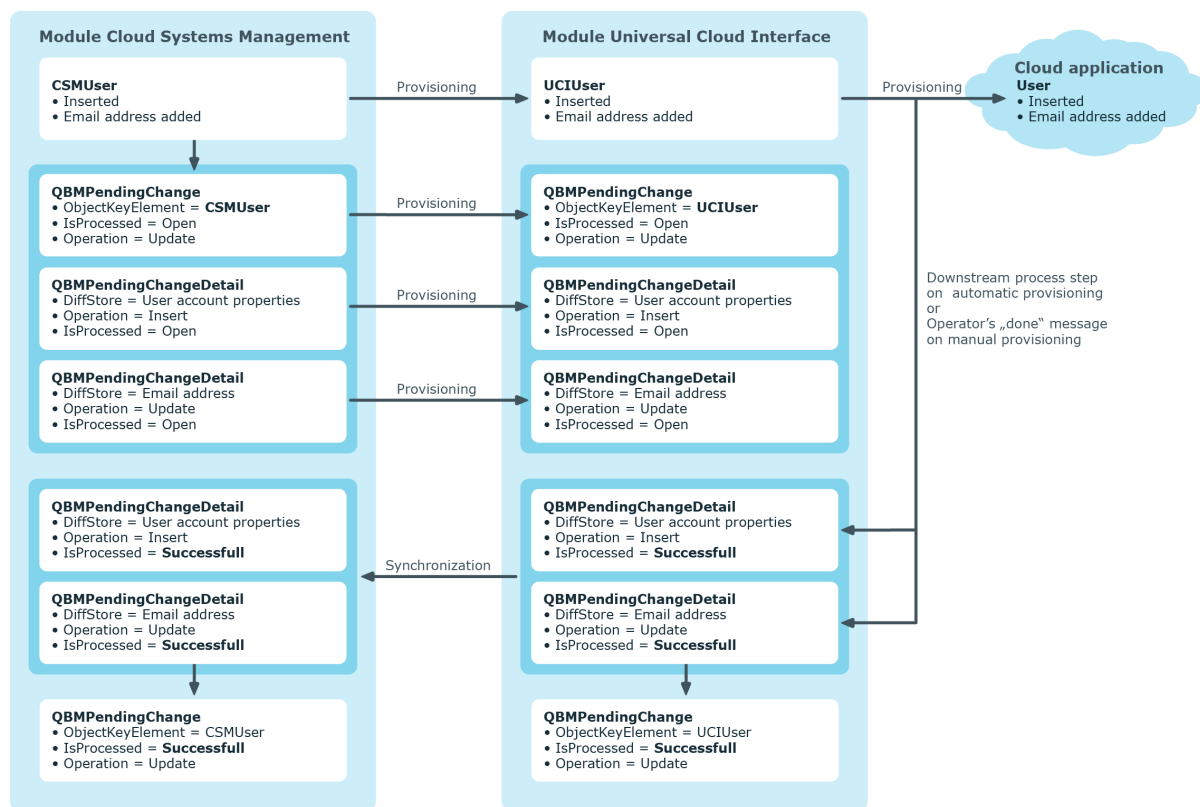 Module Cloud Systems Management
CSMUser
• Inserted
• Email address added
QBMPendingChange
• ObjectKeyElement = CSMUser
• IsProcessed = Open
• Operation = Update
QBMPendingChangeDetail
• DiffStore = User account properties
• Operation = Insert
• IsProcessed = Open
QBMPendingChangeDetail
• DiffStore = Email address
• Operation = Update
• IsProcessed = Open
QBMPendingChangeDetail
• DiffStore = User account properties
• Operation = Insert
• IsProcessed = Successfull
QBMPendingChangeDetail
• DiffStore = Email address
• Operation = Update
• IsProcessed = Successfull
QBMPendingChange
• ObjectKeyElement = CSMUser
• IsProcessed = Successfull
• Operation = Update
Provisioning
Provisioning
Provisioning
Provisioning
Synchronization
Module Universal Cloud Interface
UCIUser
• Inserted
• Email address added
QBMPendingChange
• ObjectKeyElement = UCIUser
• IsProcessed = Open
• Operation = Update
QBMPendingChangeDetail
• DiffStore = User account properties
• Operation = Insert
• IsProcessed = Open
QBMPendingChangeDetail
• DiffStore = Email address
• Operation = Update
• IsProcessed = Open
QBMPendingChangeDetail
• DiffStore = User account properties
• Operation = Insert
• IsProcessed = Successfull
QBMPendingChangeDetail
• DiffStore = Email address
• Operation = Update
• IsProcessed = Successfull
QBMPendingChange
• ObjectKeyElement = UCIUser
• IsProcessed = Successfull
• Operation = Update
Provisioning
Cloud application
User
• Inserted
• Email address added
Downstream process step
on automatic provisioning
or
Operator's „done‟ message
on manual provisioning